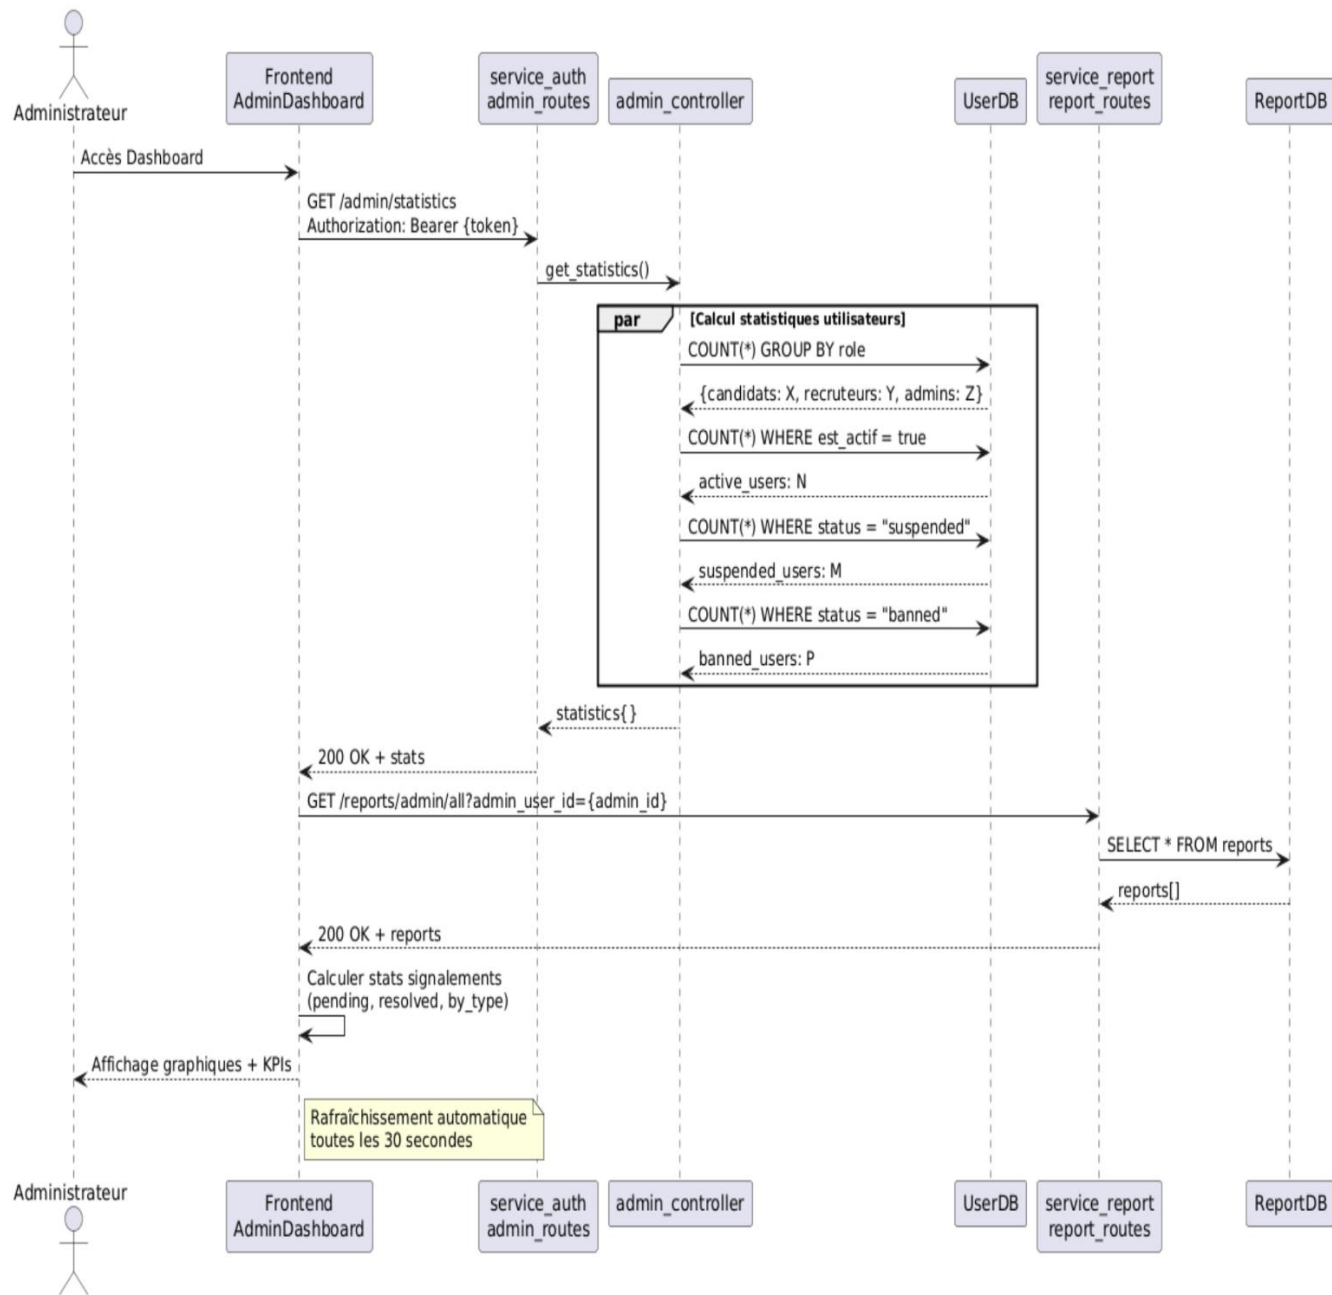 Administrateur
Frontend
AdminDashboard
service_auth
admin_routes
admin_controller
UserDB
service_report
report_routes
ReportDB
Accès Dashboard
GET /admin/statistics
Authorization: Bearer {token}
get_statistics()
par
[Calcul statistiques utilisateurs]
COUNT(*) GROUP BY role
{candidats: X, recruteurs: Y, admins: Z}
COUNT(*) WHERE est_actif = true
active_users: N
COUNT(*) WHERE status = "suspended"
suspended_users: M
COUNT(*) WHERE status = "banned"
banned_users: P
statistics{}
200 OK + stats
GET /reports/admin/all?admin_user_id={admin_id}
SELECT * FROM reports
reports[]
200 OK + reports
Calculer stats signalements
(pending, resolved, by_type)
Affichage graphiques + KPIs
Rafraîchissement automatique
toutes les 30 secondes
Administrateur
Frontend
AdminDashboard
service_auth
admin_routes
admin_controller
UserDB
service_report
report_routes
ReportDB